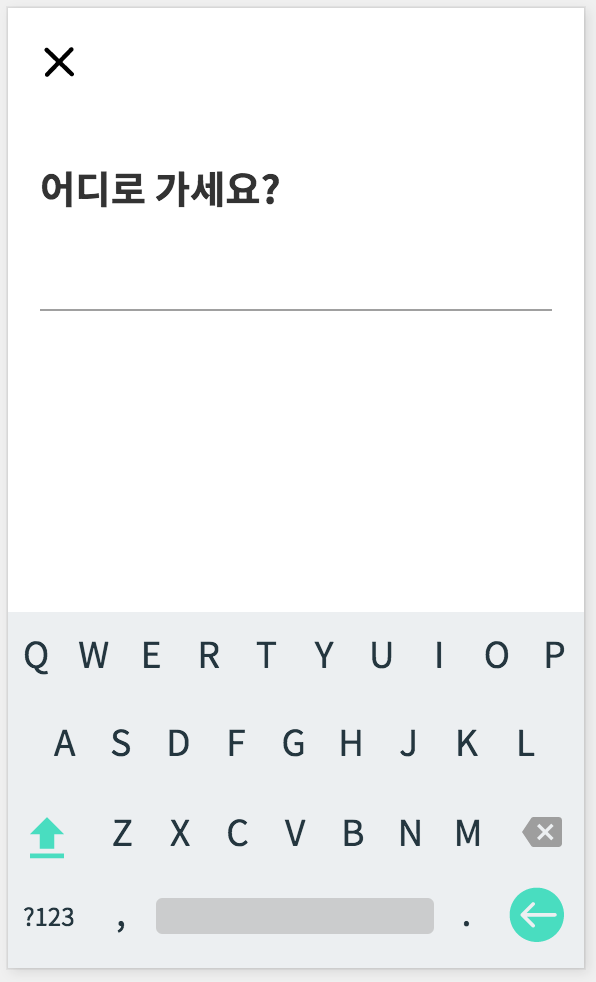 어디로 가세요?
Q W E R T Y U I O P
A S D F G H J K L
Z X C V B N M
?123 , .